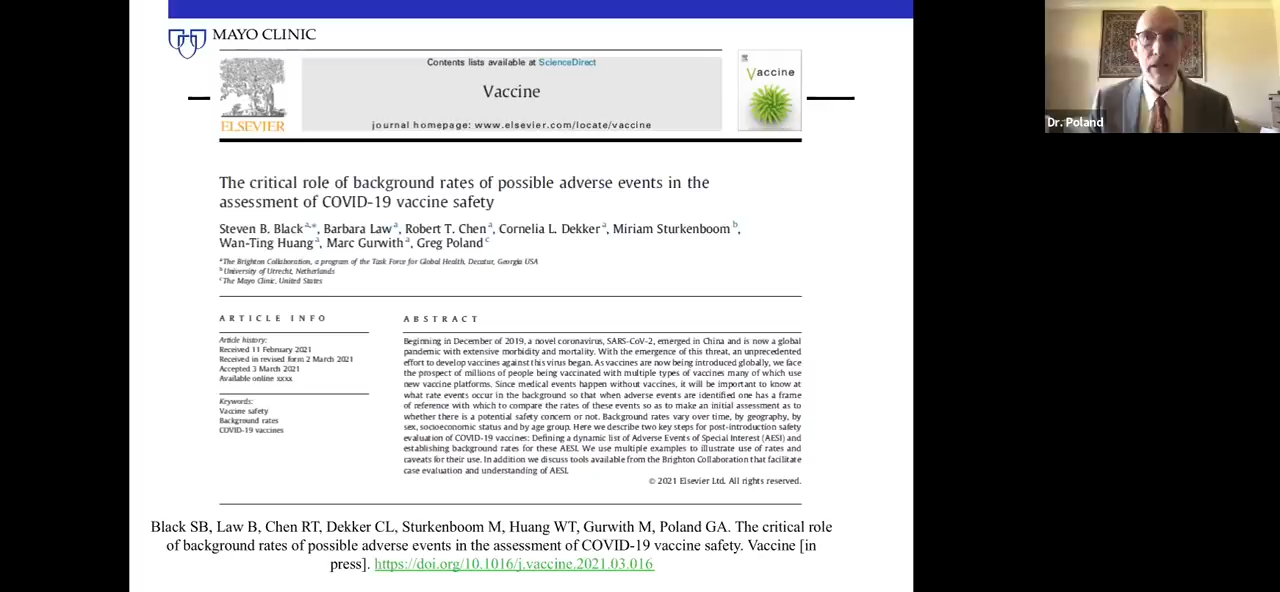 MAYO CLINIC
Contents lists available at ScienceDirect
Vaccine
journal homepage: www.elsevier.com/locate/vaccine
ELSEVIER
Vaccine
Dr. Poland
The critical role of background rates of possible adverse events in the
assessment of COVID-19 vaccine safety
Steven B. Black a,*, Barbara Law a, Robert T. Chen a, Cornelia L. Dekker a, Miriam Sturkenboom b,
Wan-Ting Huang a, Marc Gurwith a, Greg Poland c
a The Brighton Collaboration, a program of the Task Force for Global Health, Decatur, Georgia USA
b University of Utrecht, Netherlands
c The Mayo Clinic, United States
ARTICLE INFO
Article history:
Received 11 February 2021
Received in revised form 2 March 2021
Accepted 3 March 2021
Available online xxxx
Keywords:
Vaccine safety
Background rates
COVID-19 vaccines
ABSTRACT
Beginning in December of 2019, a novel coronavirus, SARS-CoV-2, emerged in China and is now a global
pandemic with extensive morbidity and mortality. With the emergence of this threat, an unprecedented
effort to develop vaccines against this virus began. As vaccines are now being introduced globally, we face
the prospect of millions of people being vaccinated with multiple types of vaccines many of which use
new vaccine platforms. Since medical events happen without vaccines, it will be important to know at
what rate events occur in the background so that when adverse events are identified one has a frame
of reference with which to compare the rates of these events so as to make an initial assessment as to
whether there is a potential safety concern or not. Background rates vary over time, by geography, by
sex, socioeconomic status and by age group. Here we describe two key steps for post-introduction safety
evaluation of COVID-19 vaccines: Defining a dynamic list of Adverse Events of Special Interest (AESI) and
establishing background rates for these AESI. We use multiple examples to illustrate use of rates and
caveats for their use. In addition we discuss tools available from the Brighton Collaboration that facilitate
case evaluation and understanding of AESI.
© 2021 Elsevier Ltd. All rights reserved.
Black SB, Law B, Chen RT, Dekker CL, Sturkenboom M, Huang WT, Gurwith M, Poland GA. The critical role
of background rates of possible adverse events in the assessment of COVID-19 vaccine safety. Vaccine [in
press]. https://doi.org/10.1016/j.vaccine.2021.03.016